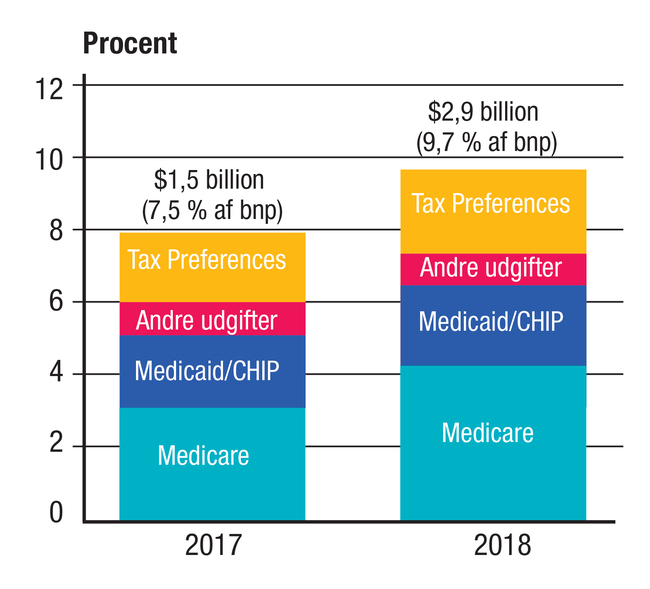 Procent
12
$2,9 billion
(9,7 % af bnp)
10
$1,5 billion
(7,5 % af bnp)
Tax Preferences
8
Tax Preferences
Andre udgifter
6
Andre udgifter
Medicaid/CHIP
Medicaid/CHIP
4
Medicare
2
Medicare
0
2017
2018